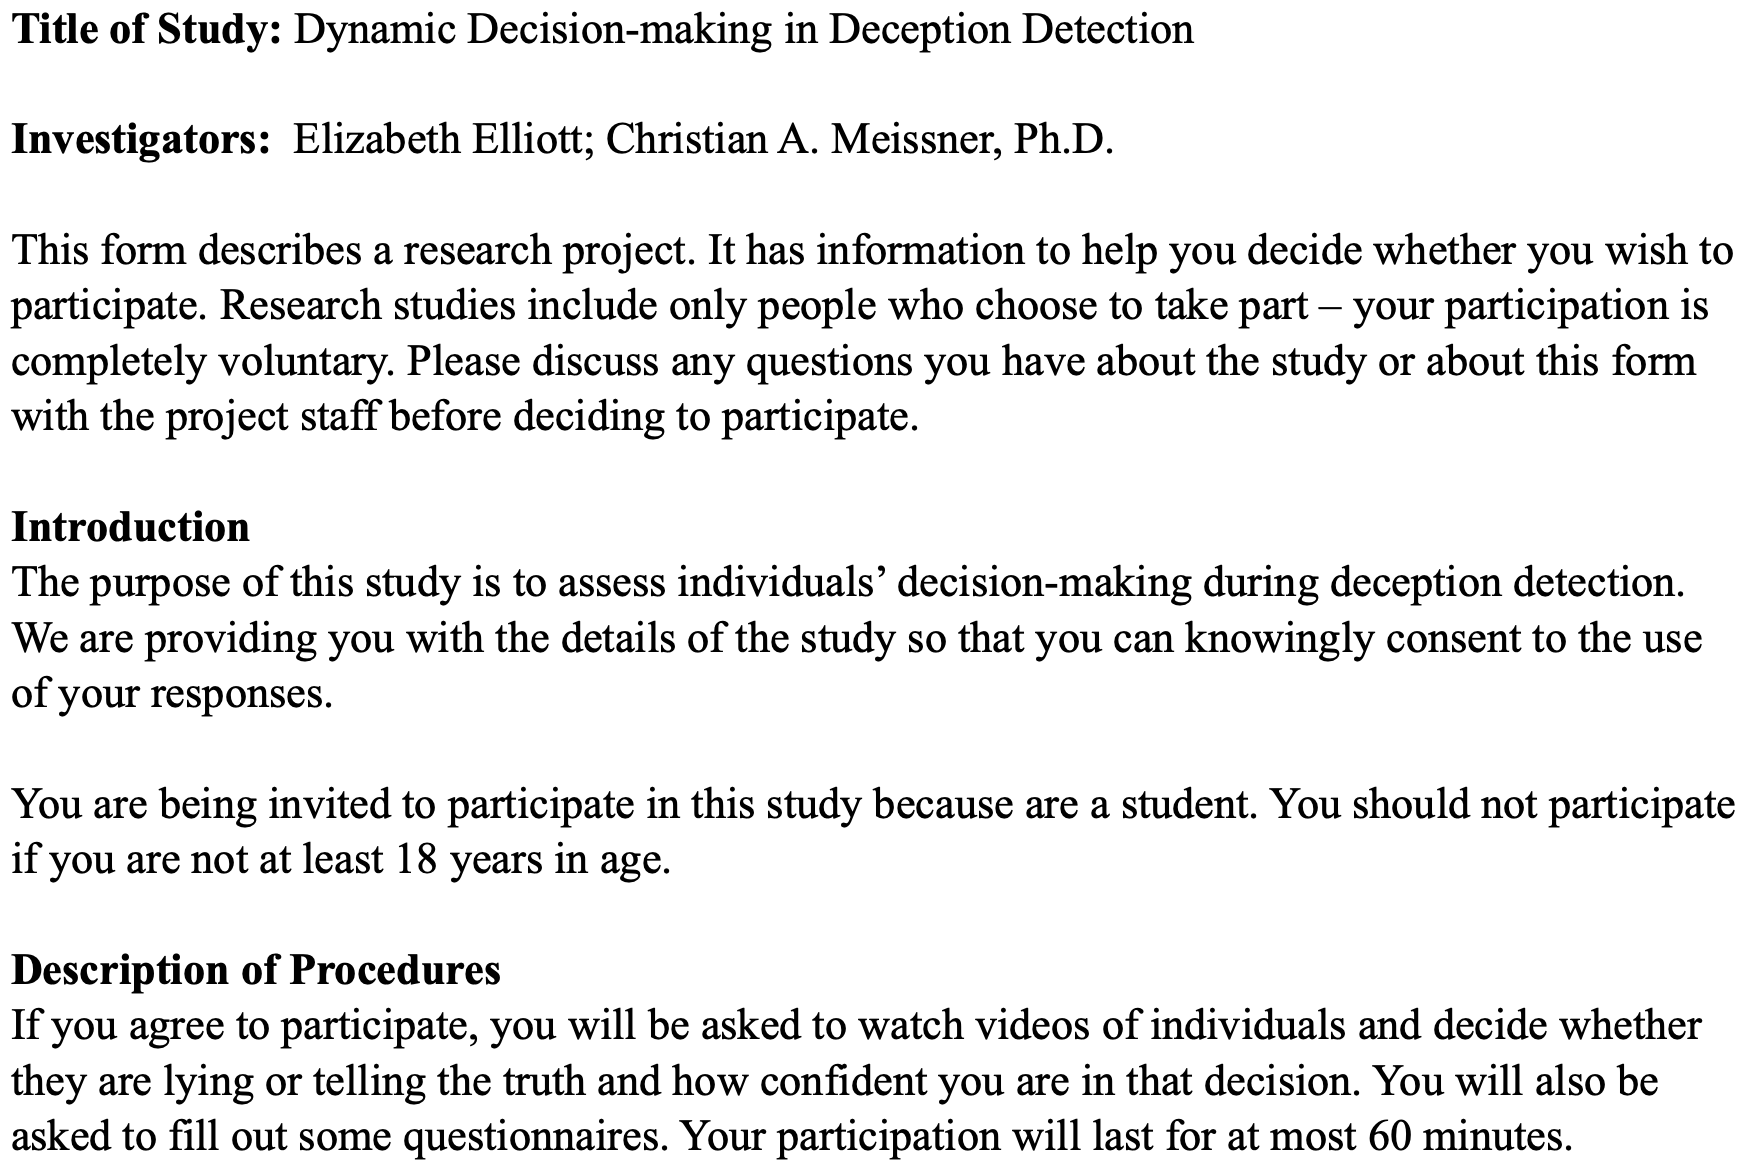 Title of Study: Dynamic Decision-making in Deception Detection
Investigators:  Elizabeth Elliott; Christian A. Meissner, Ph.D.
This form describes a research project. It has information to help you decide whether you wish to
participate. Research studies include only people who choose to take part – your participation is
completely voluntary. Please discuss any questions you have about the study or about this form
with the project staff before deciding to participate.
Introduction
The purpose of this study is to assess individuals’ decision-making during deception detection.
We are providing you with the details of the study so that you can knowingly consent to the use
of your responses.
You are being invited to participate in this study because are a student. You should not participate
if you are not at least 18 years in age.
Description of Procedures
If you agree to participate, you will be asked to watch videos of individuals and decide whether
they are lying or telling the truth and how confident you are in that decision. You will also be
asked to fill out some questionnaires. Your participation will last for at most 60 minutes.